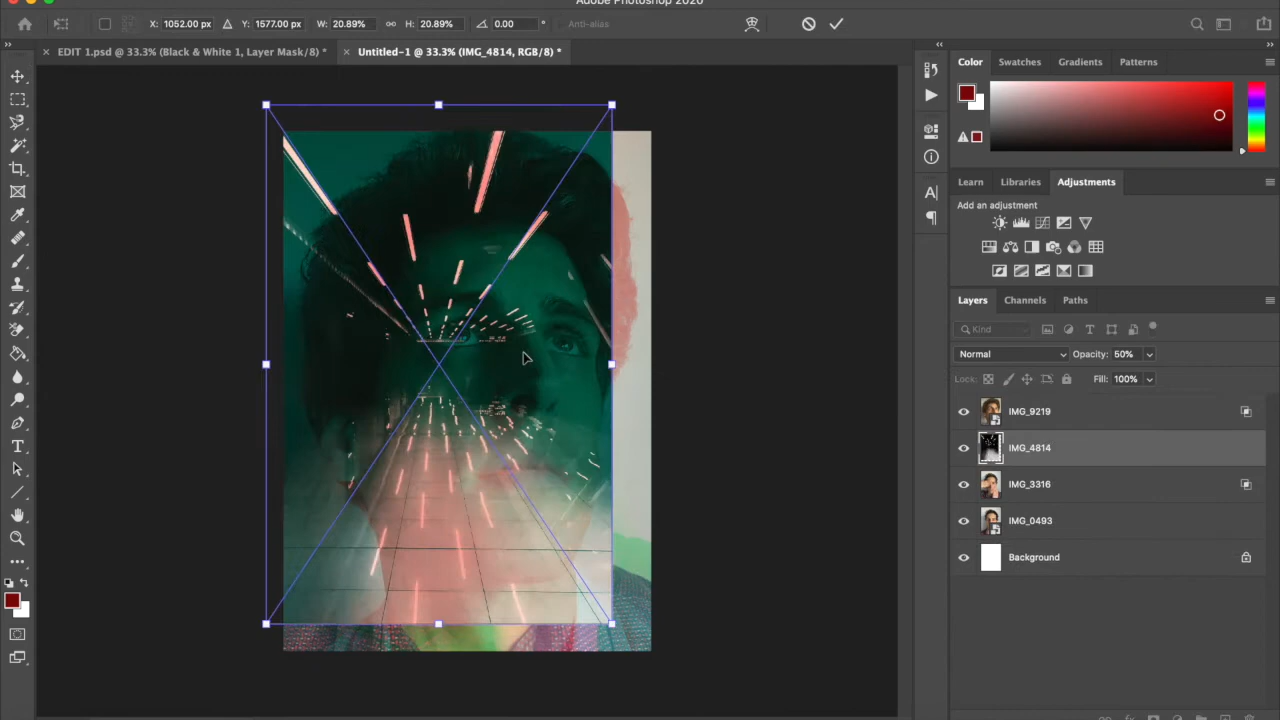 Adobe Photoshop 2020
X: 1052.00 px Y: 1577.00 px W: 20.89% H: 20.89% 0.00 ° Anti-alias
EDIT 1.psd @ 33.3% (Black & White 1, Layer Mask/8) *
Untitled-1 @ 33.3% (IMG_4814, RGB/8) *
Color Swatches Gradients Patterns
Learn Libraries Adjustments
Add an adjustment
Layers Channels Paths
Kind
Normal Opacity: 50%
Lock: Fill: 100%
IMG_9219
IMG_4814
IMG_3316
IMG_0493
Background